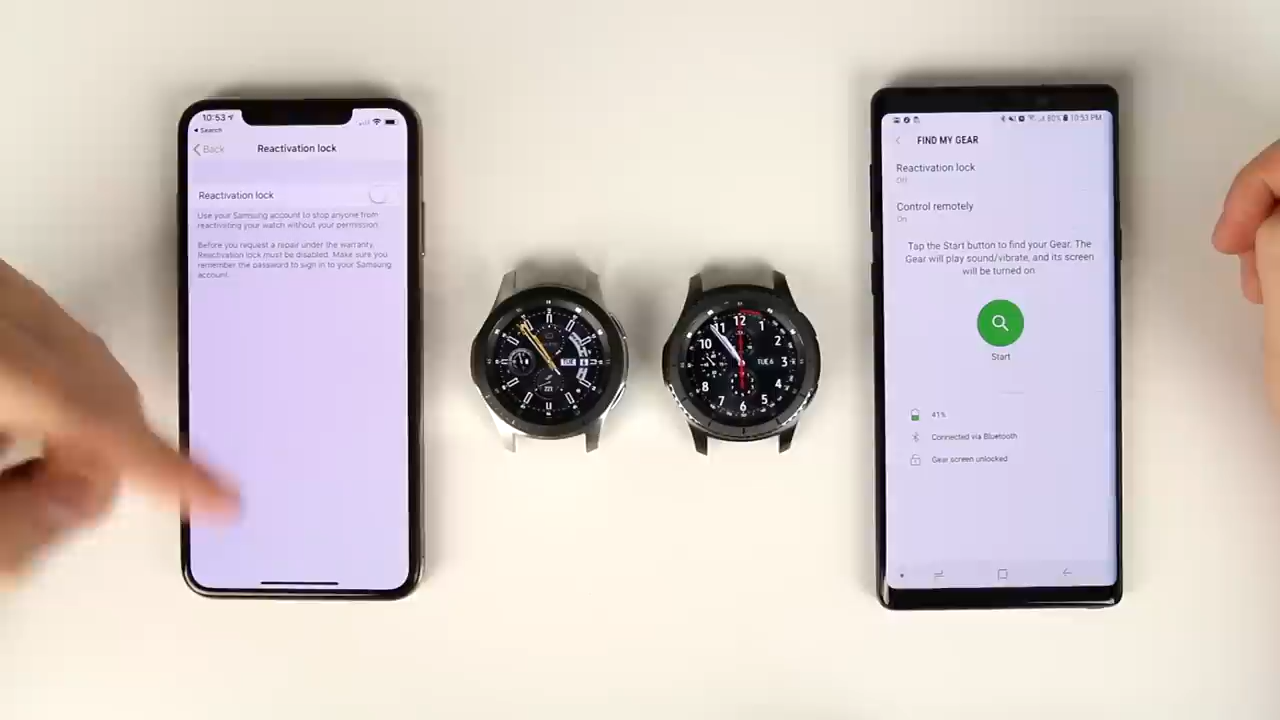 10:53
Search
Back
Reactivation lock
Reactivation lock
Use your Samsung account to stop anyone from
reactivating your watch without your permission.
Before you request a repair under the warranty,
Reactivation lock must be disabled. Make sure you
remember the password to sign in to your Samsung
account.
TUE 6
12
1
2
3
4
5
6
7
8
10
11
TUE 6
80% 10:53 PM
FIND MY GEAR
Reactivation lock
Off
Control remotely
On
Tap the Start button to find your Gear. The
Gear will play sound/vibrate, and its screen
will be turned on.
Start
41%
Connected via Bluetooth
Gear screen unlocked